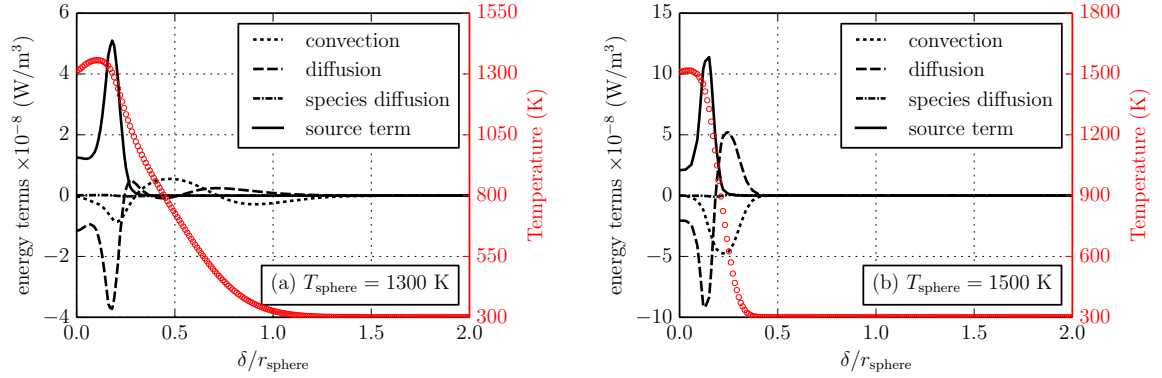 6
4
2
0
−2
−4
energy terms ×10⁻⁸ (W/m³)
convection
diffusion
species diffusion
source term
(a) T_sphere = 1300 K
1550
1300
1050
800
550
300
Temperature (K)
0.0 0.5 1.0 1.5 2.0
δ/r_sphere
15
10
5
0
−5
−10
energy terms ×10⁻⁸ (W/m³)
convection
diffusion
species diffusion
source term
(b) T_sphere = 1500 K
1800
1500
1200
900
600
300
Temperature (K)
0.0 0.5 1.0 1.5 2.0
δ/r_sphere